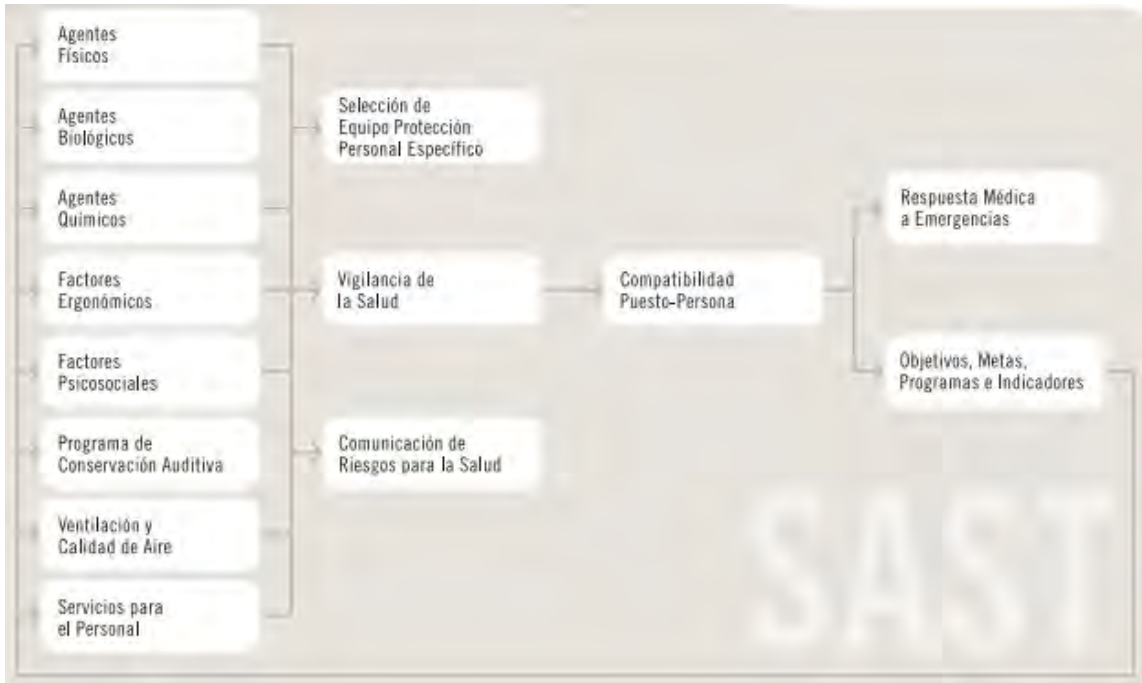 Agentes
Físicos
Agentes
Biológicos
Agentes
Químicos
Factores
Ergonómicos
Factores
Psicosociales
Programa de
Conservación Auditiva
Ventilación y
Calidad de Aire
Servicios para
el Personal
Selección de
Equipo Protección
Personal Específico
Vigilancia de
la Salud
Comunicación de
Riesgos para la Salud
Compatibilidad
Puesto-Persona
Respuesta Médica
a Emergencias
Objetivos, Metas,
Programas e Indicadores
SAST